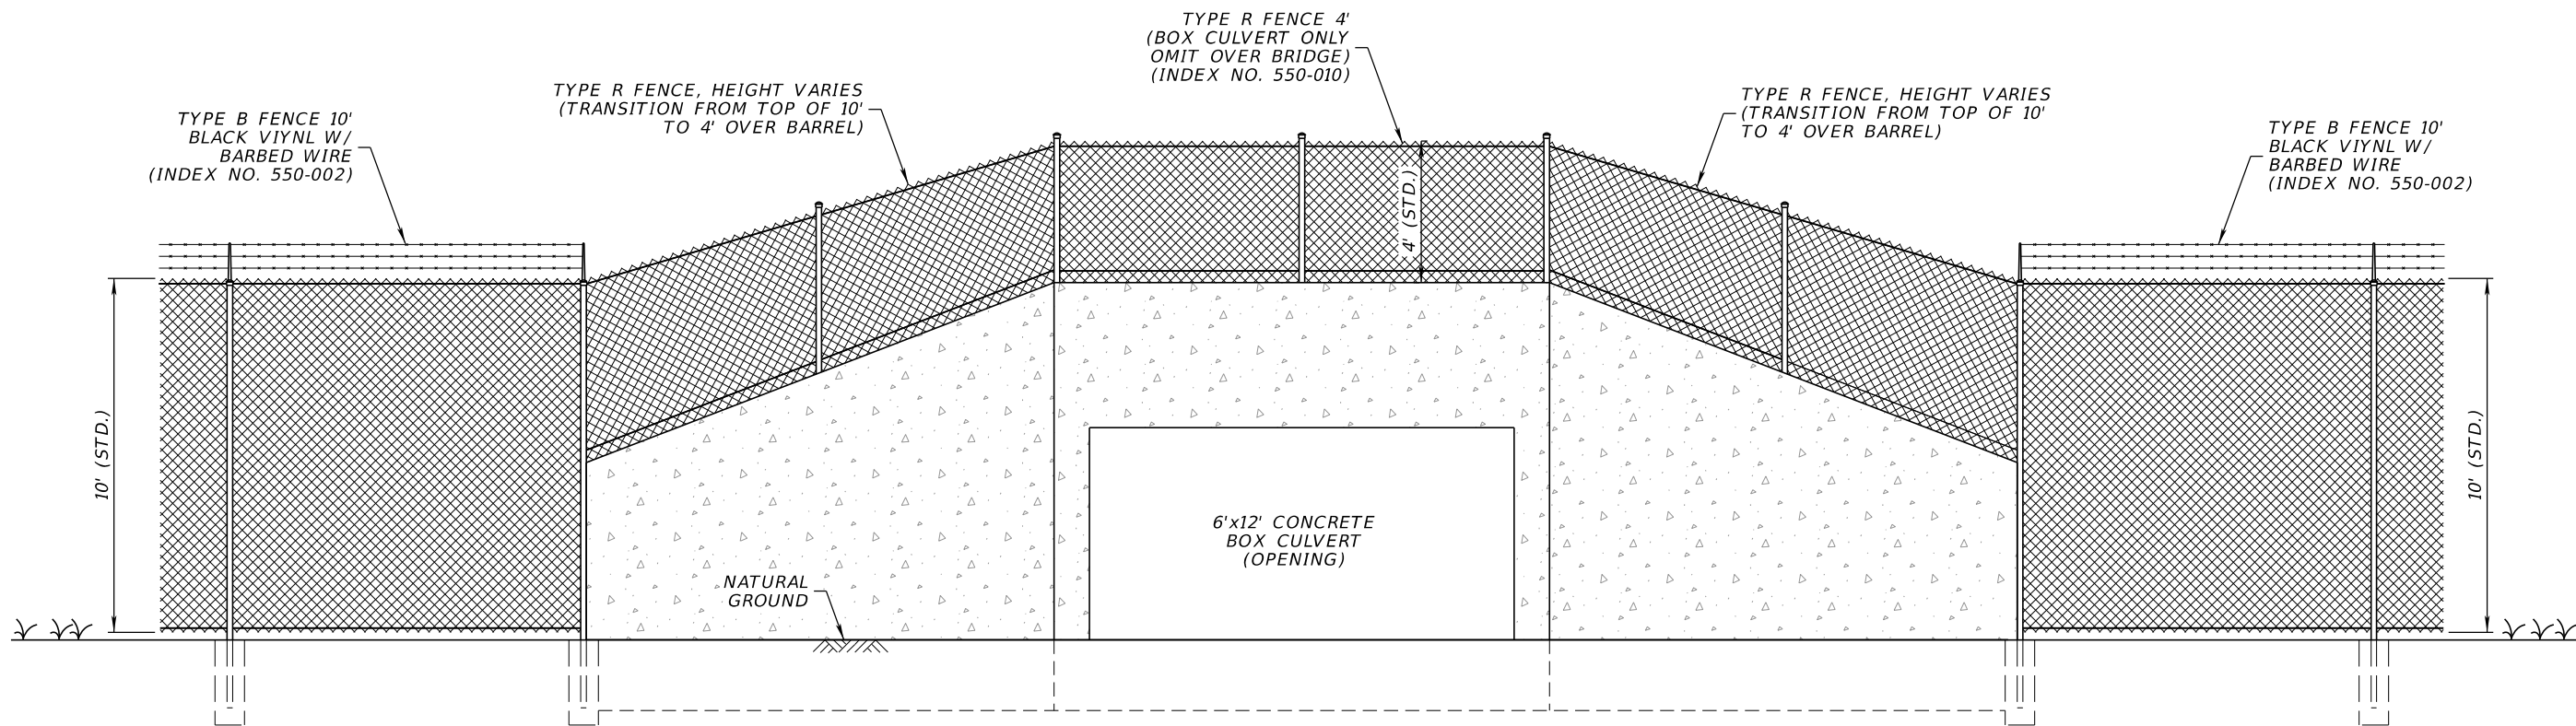 TYPE R FENCE 4'
(BOX CULVERT ONLY
OMIT OVER BRIDGE)
(INDEX NO. 550-010)
TYPE R FENCE, HEIGHT VARIES
(TRANSITION FROM TOP OF 10'
TO 4' OVER BARREL)
TYPE R FENCE, HEIGHT VARIES
(TRANSITION FROM TOP OF 10'
TO 4' OVER BARREL)
TYPE B FENCE 10'
BLACK VIYNL W/
BARBED WIRE
(INDEX NO. 550-002)
TYPE B FENCE 10'
BLACK VIYNL W/
BARBED WIRE
(INDEX NO. 550-002)
4' (STD.)
10' (STD.)
10' (STD.)
6'x12' CONCRETE
BOX CULVERT
(OPENING)
NATURAL
GROUND